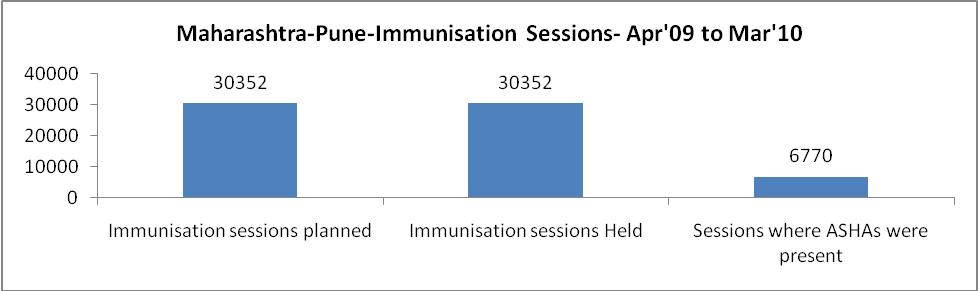 Maharashtra-Pune-Immunisation Sessions- Apr'09 to Mar'10
40000
30000
20000
10000
0
30352
30352
6770
Immunisation sessions planned
Immunisation sessions Held
Sessions where ASHAs were
present